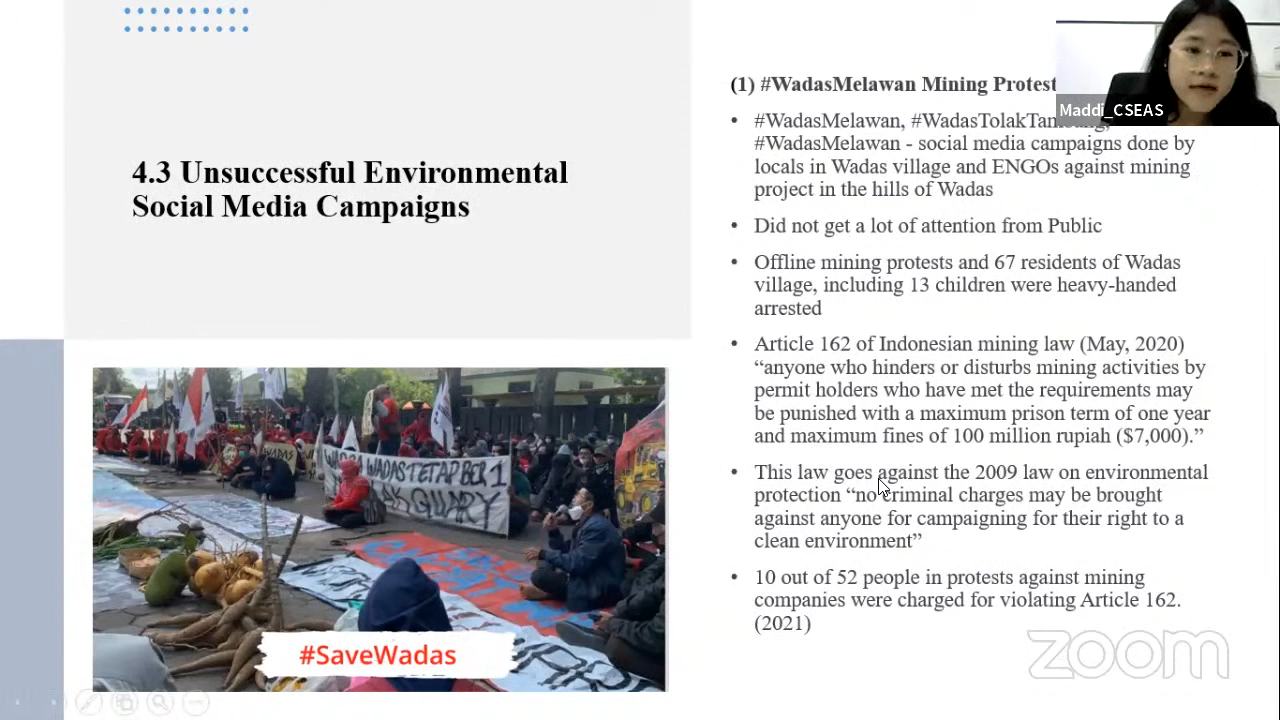 4.3 Unsuccessful Environmental
Social Media Campaigns
(1) #WadasMelawan Mining Protest
• #WadasMelawan, #WadasTolakTambang,
#WadasMelawan - social media campaigns done by
locals in Wadas village and ENGOs against mining
project in the hills of Wadas
• Did not get a lot of attention from Public
• Offline mining protests and 67 residents of Wadas
village, including 13 children were heavy-handed
arrested
• Article 162 of Indonesian mining law (May, 2020)
“anyone who hinders or disturbs mining activities by
permit holders who have met the requirements may
be punished with a maximum prison term of one year
and maximum fines of 100 million rupiah ($7,000).”
• This law goes against the 2009 law on environmental
protection “no criminal charges may be brought
against anyone for campaigning for their right to a
clean environment”
• 10 out of 52 people in protests against mining
companies were charged for violating Article 162.
(2021)
Maddi_CSEAS
WADAS TETAP
QUARY
#SaveWadas
zoom